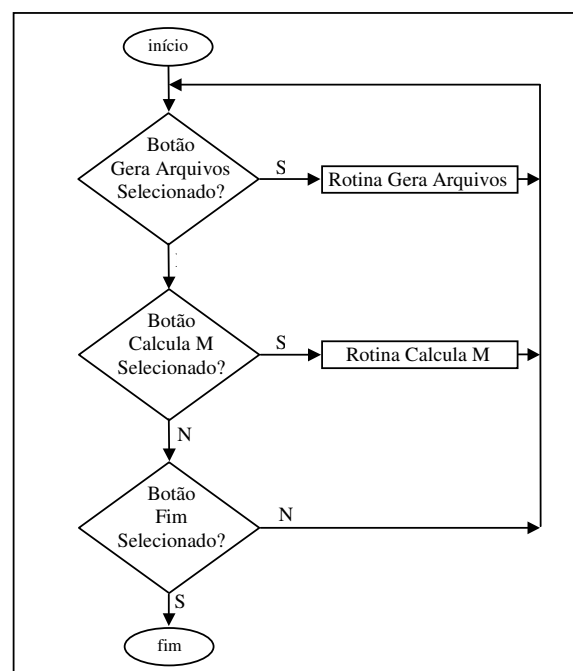 início
Botão
Gera Arquivos
Selecionado?
S
Rotina Gera Arquivos
Botão
Calcula M
Selecionado?
S
Rotina Calcula M
N
Botão
Fim
Selecionado?
N
S
fim